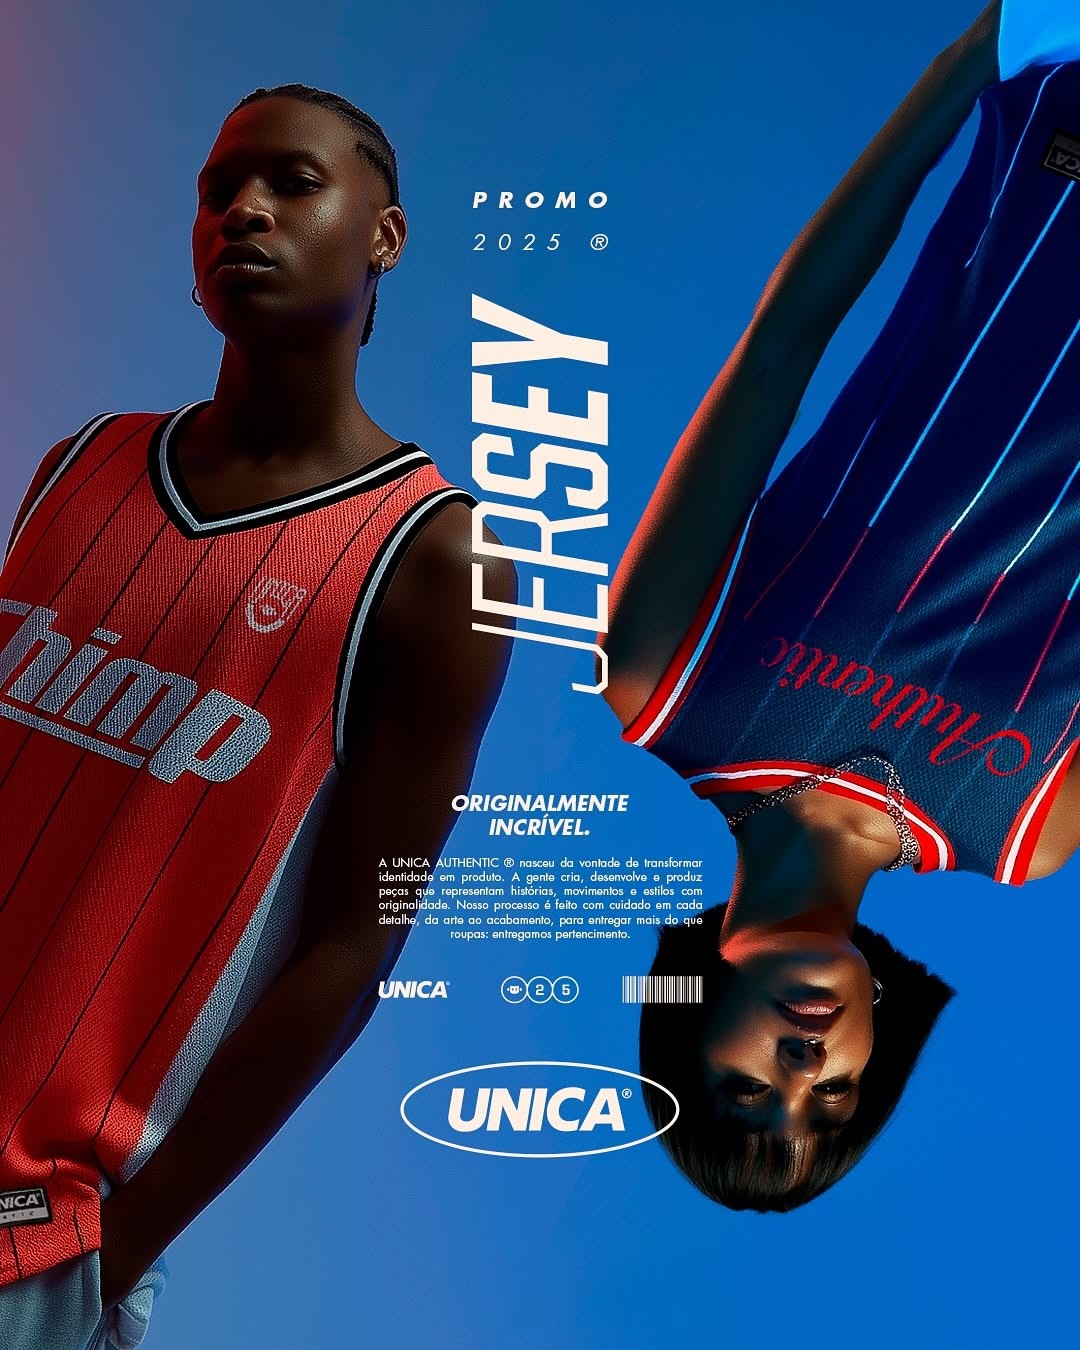 PROMO
2025 ®
JERSEY
Chimp
UNICA
Authentic
ORIGINALMENTE
INCRÍVEL.
A UNICA AUTHENTIC ® nasceu da vontade de transformar
identidade em produto. A gente cria, desenvolve e produz
peças que representam histórias, movimentos e estilos com
originalidade. Nosso processo é feito com cuidado em cada
detalhe, da arte ao acabamento, para entregar mais do que
roupas: entregamos pertencimento.
UNICA®
25
UNICA®
NICA®